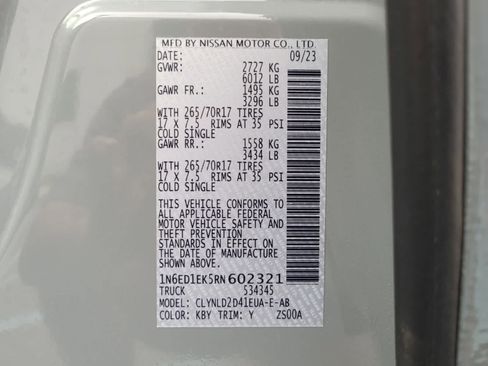 MFD BY NISSAN MOTOR CO., LTD.
DATE: 09/23
GVWR: 2727 KG
6012 LB
GAWR FR.: 1495 KG
3296 LB
WITH 265/70R17 TIRES
17 X 7.5 RIMS AT 35 PSI
COLD SINGLE
GAWR RR.: 1558 KG
3434 LB
WITH 265/70R17 TIRES
17 X 7.5 RIMS AT 35 PSI
COLD SINGLE
THIS VEHICLE CONFORMS TO
ALL APPLICABLE FEDERAL
MOTOR VEHICLE SAFETY AND
THEFT PREVENTION
STANDARDS IN EFFECT ON
THE DATE OF MANUFACTURE
SHOWN ABOVE.
1N6ED1EK5RN602321
TRUCK 534345
MODEL: CLYNLD2D41EUA-E-AB
COLOR: KBY TRIM: Y ZS00A